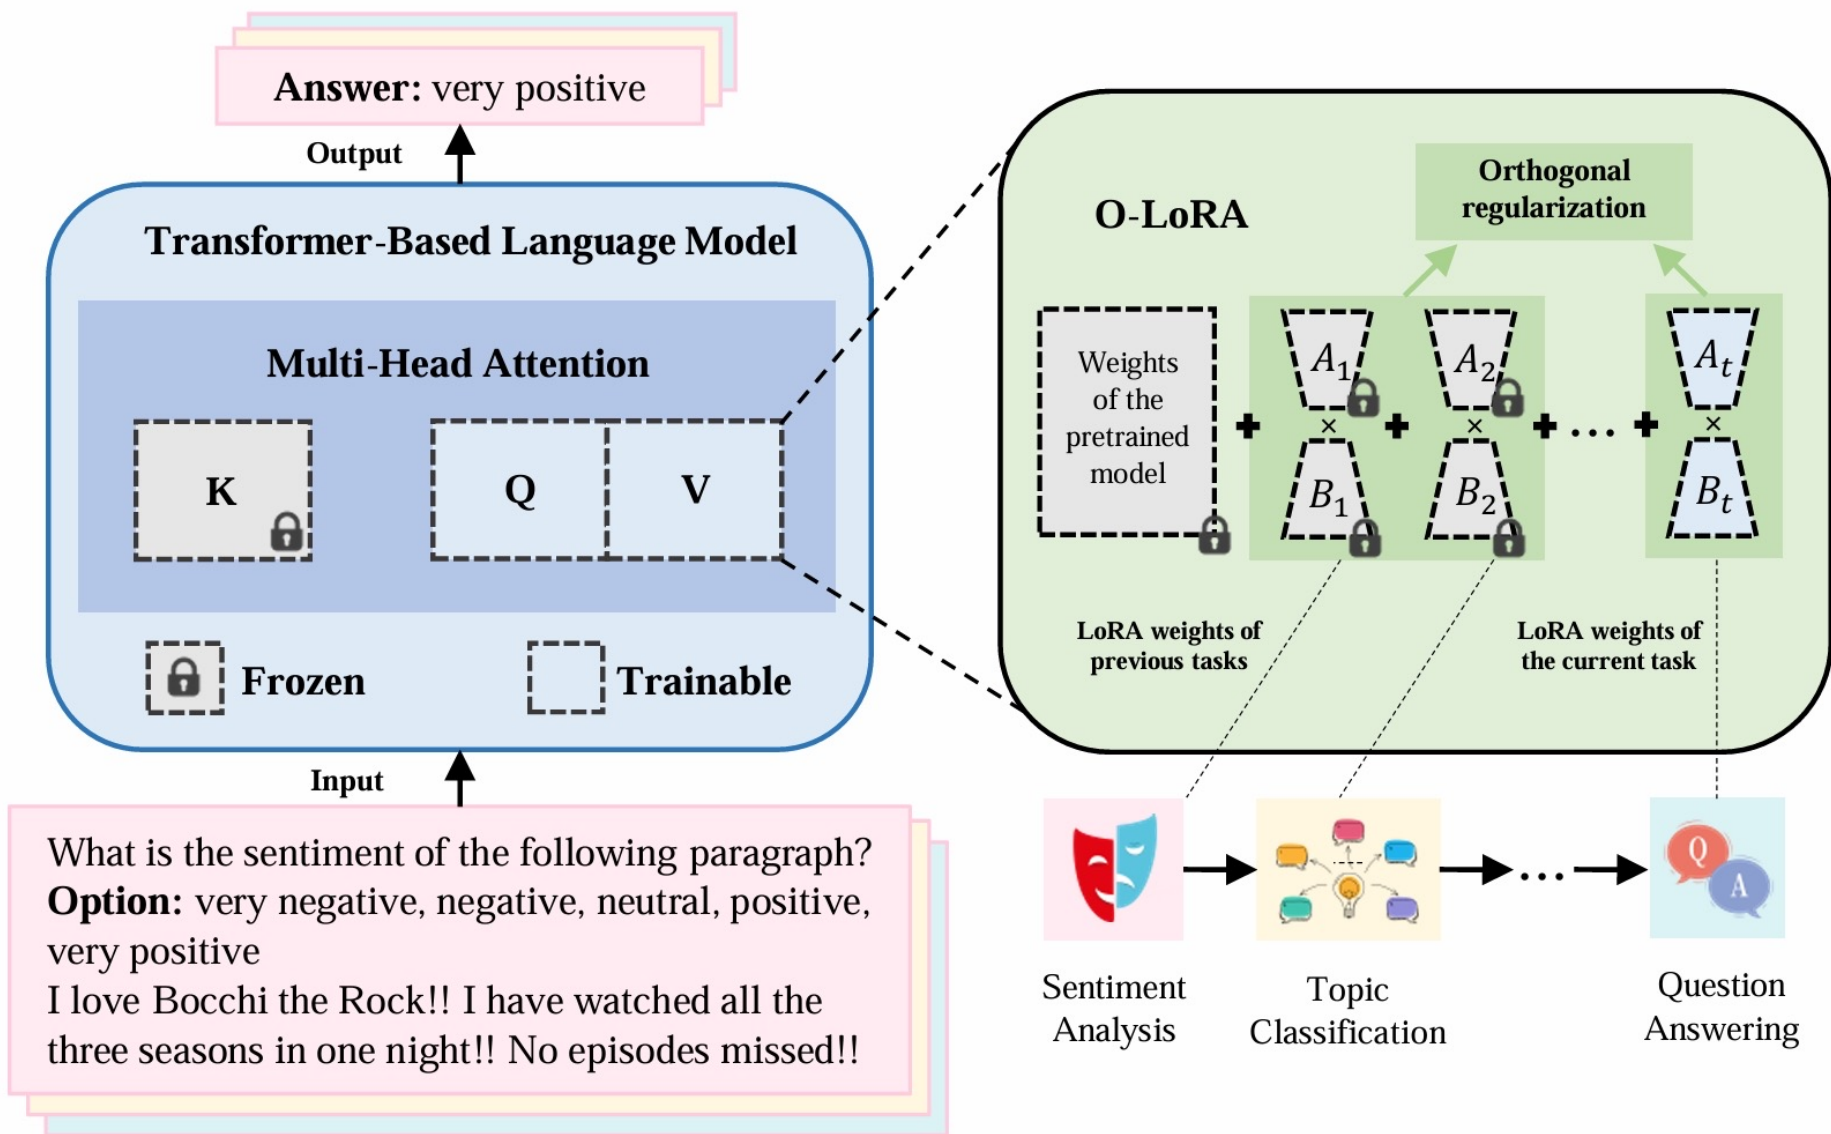 Answer: very positive
Output
Transformer-Based Language Model
Multi-Head Attention
K
Q
V
Frozen
Trainable
Input
What is the sentiment of the following paragraph?
Option: very negative, negative, neutral, positive,
very positive
I love Bocchi the Rock!! I have watched all the
three seasons in one night!! No episodes missed!!
O-LoRA
Orthogonal
regularization
Weights
of the
pretrained
model
+
A₁
×
B₁
+
A₂
×
B₂
+
...
+
Aₜ
×
Bₜ
LoRA weights of
previous tasks
LoRA weights of
the current task
...
Q
A
Sentiment
Analysis
Topic
Classification
Question
Answering